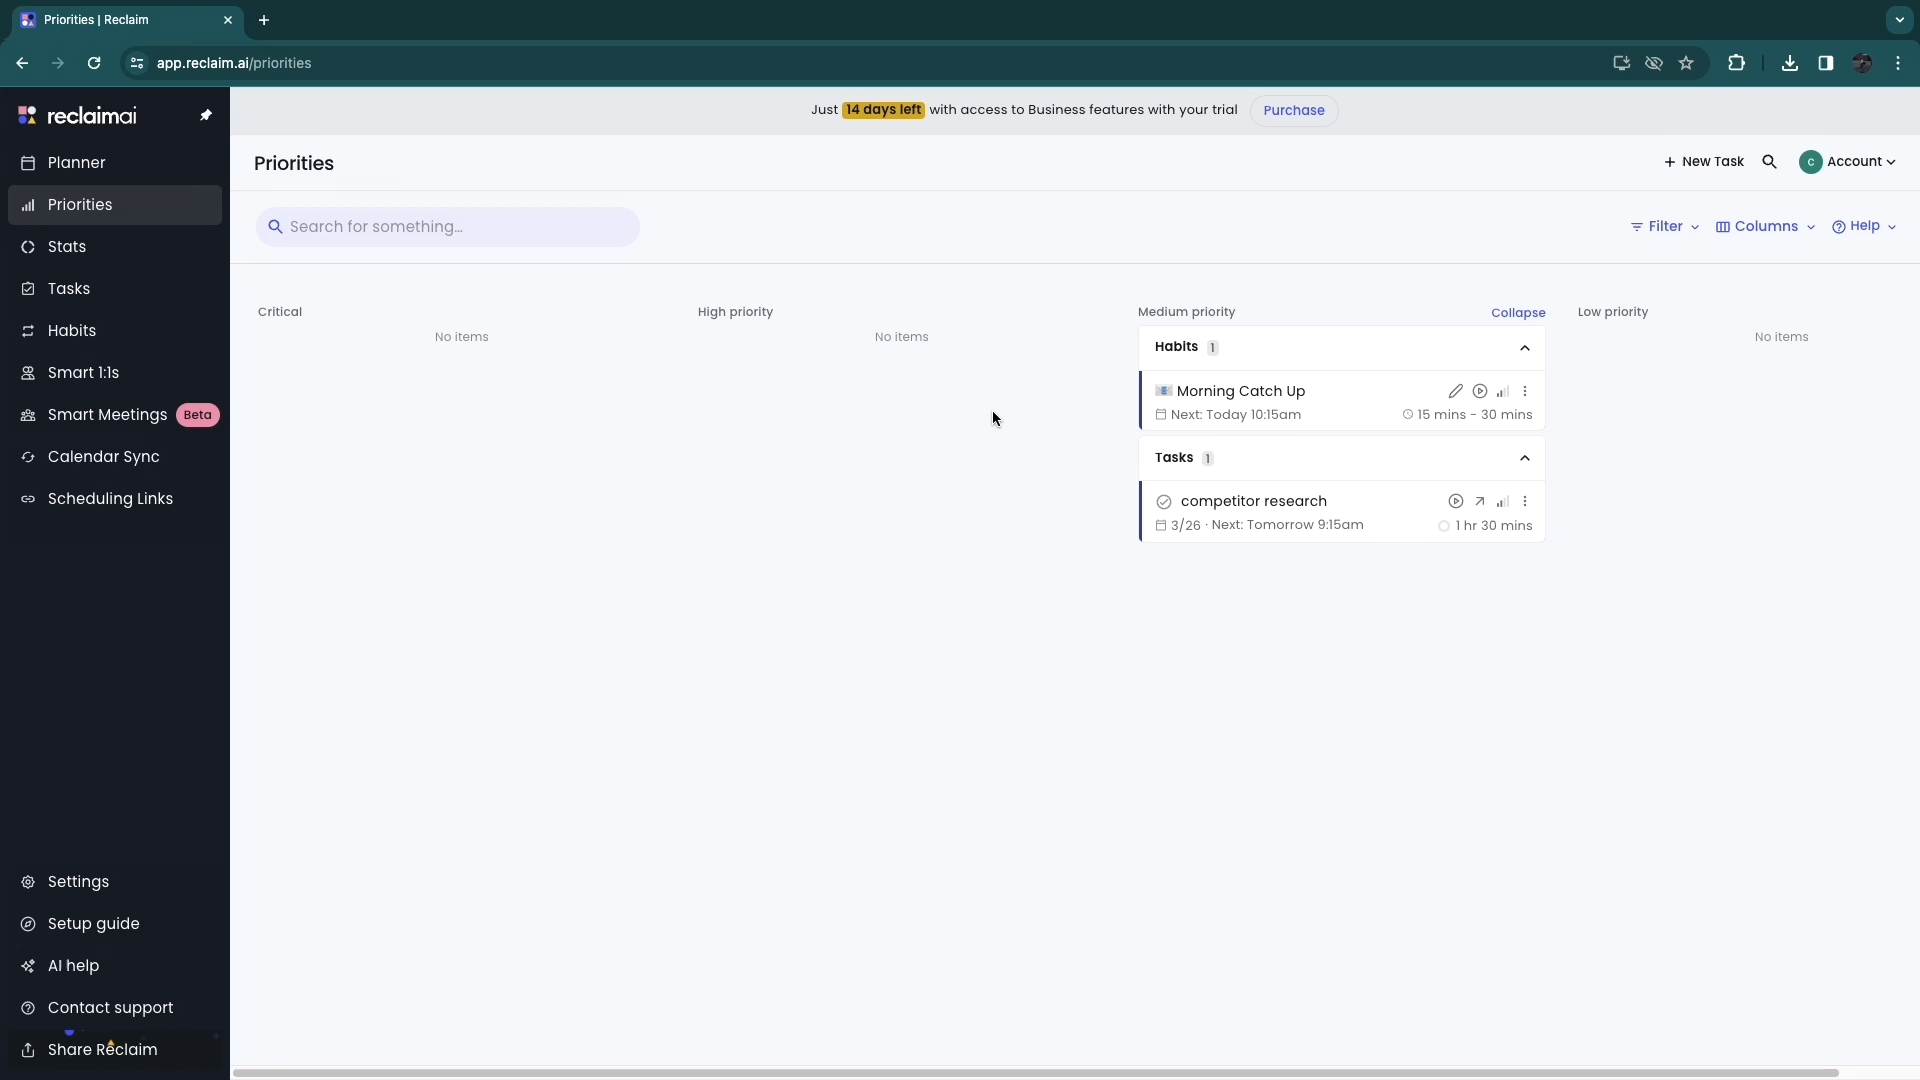 Priorities | Reclaim
app.reclaim.ai/priorities
reclaimai
Planner
Priorities
Stats
Tasks
Habits
Smart 1:1s
Smart Meetings Beta
Calendar Sync
Scheduling Links
Settings
Setup guide
AI help
Contact support
Share Reclaim
Just 14 days left with access to Business features with your trial Purchase
Priorities
+ New Task
C Account
Search for something...
Filter
Columns
Help
Critical
No items
High priority
No items
Medium priority Collapse
Habits 1
Morning Catch Up
Next: Today 10:15am 15 mins - 30 mins
Tasks 1
competitor research
3/26 · Next: Tomorrow 9:15am 1 hr 30 mins
Low priority
No items